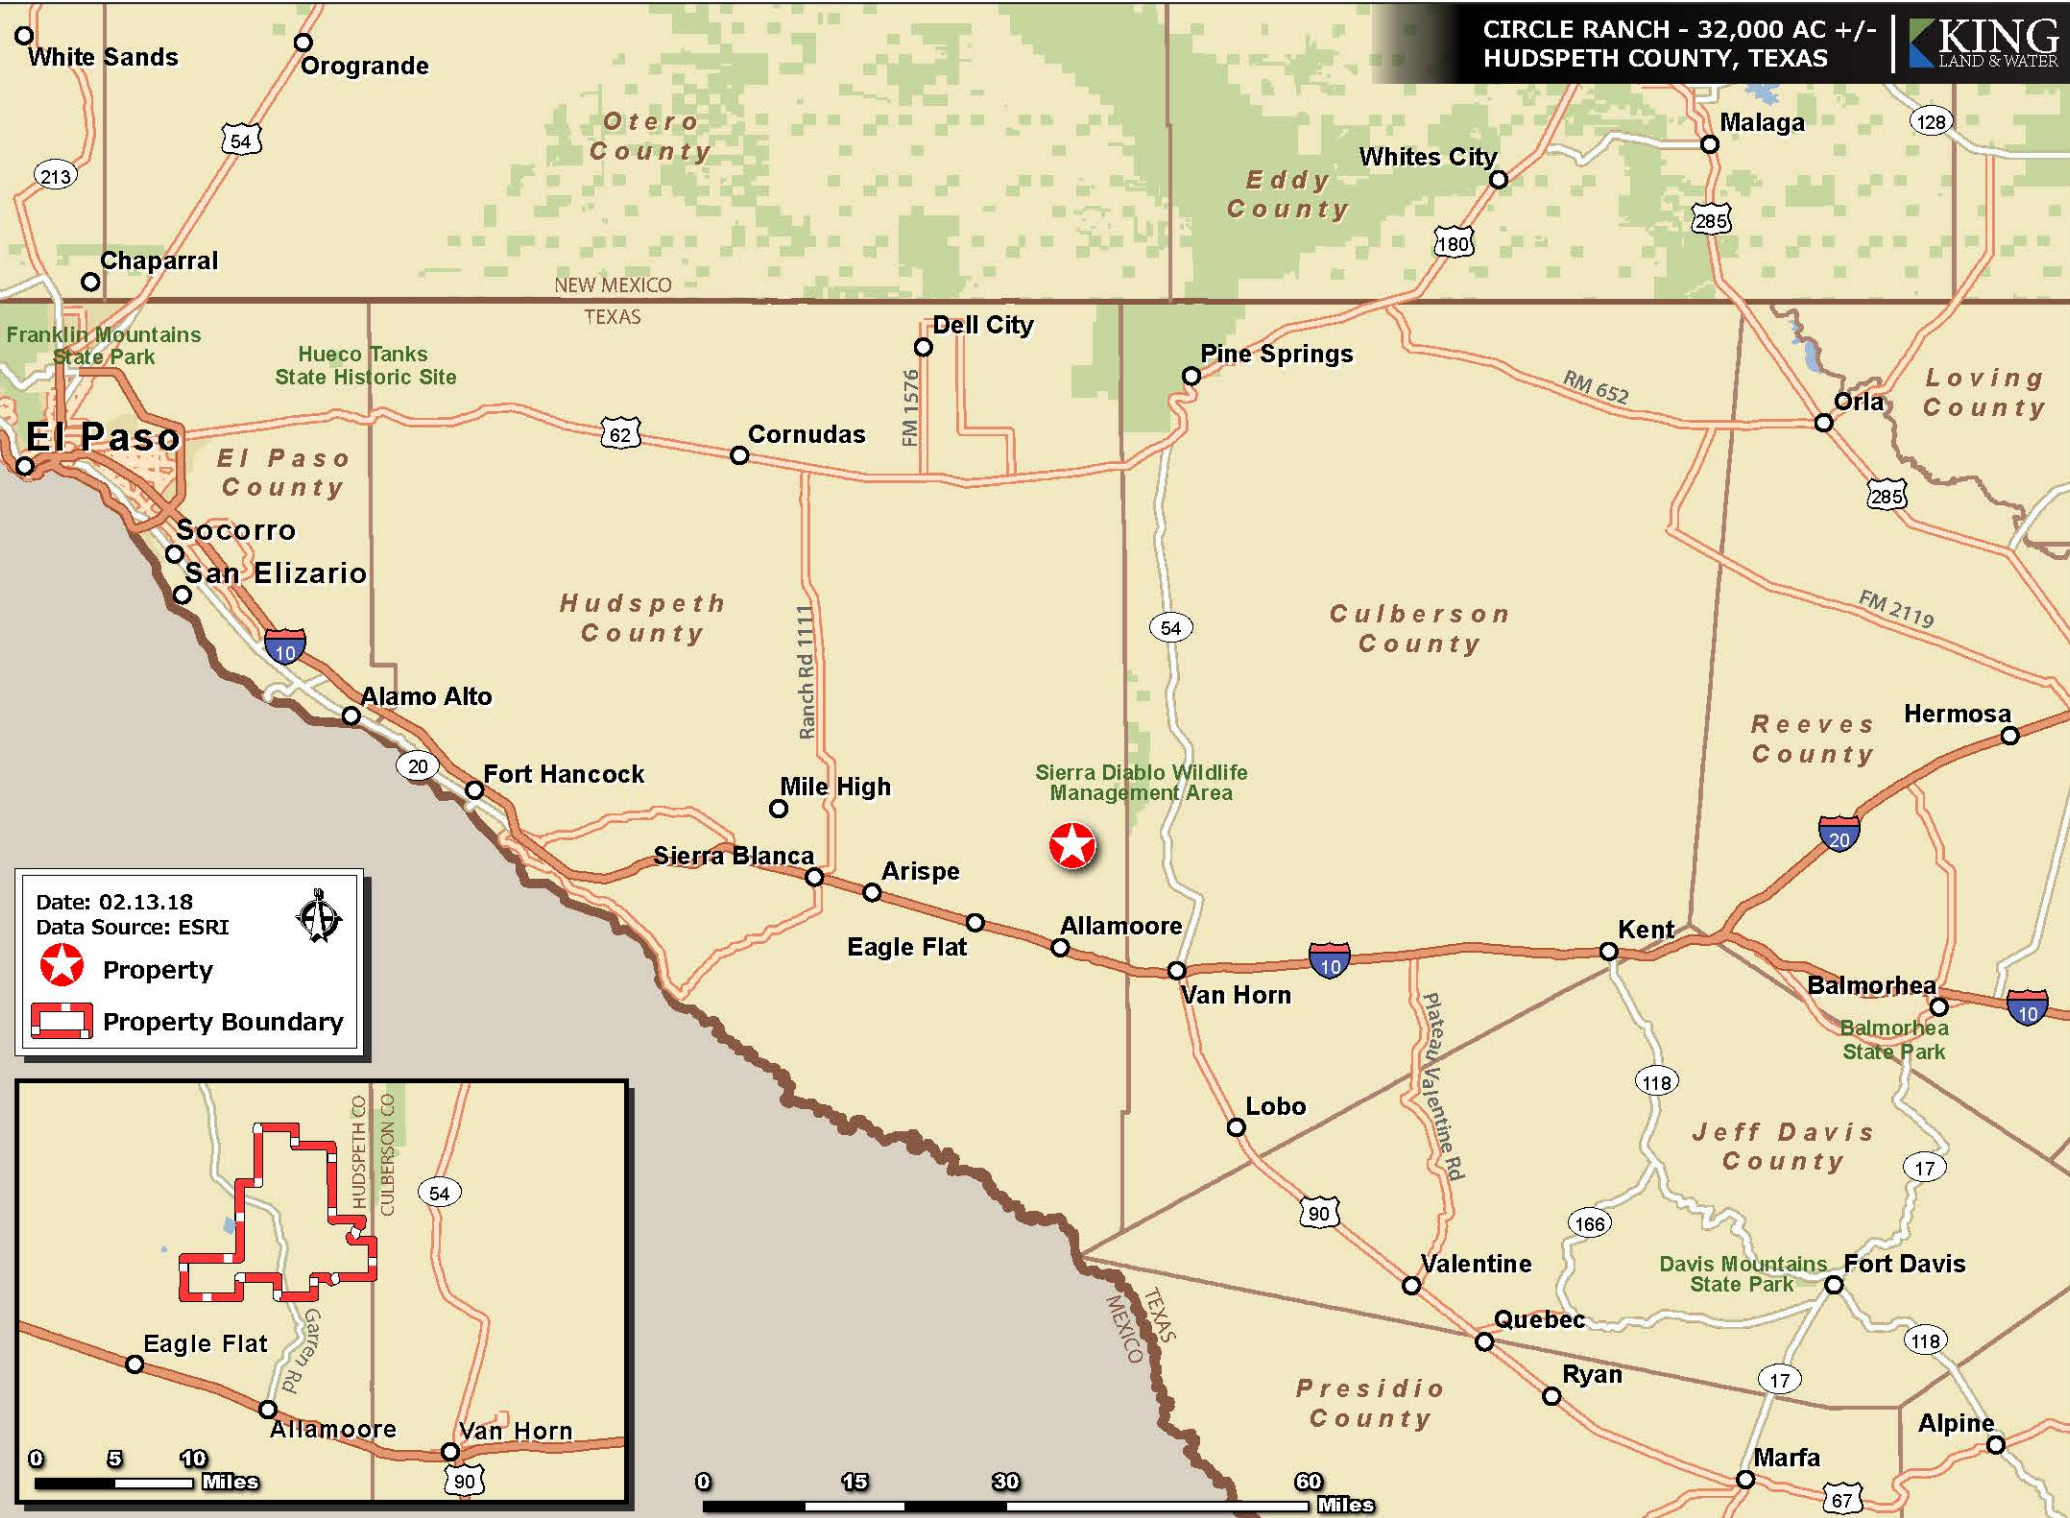 CIRCLE RANCH - 32,000 AC +/-
HUDSPETH COUNTY, TEXAS
KING
LAND & WATER
White Sands
Orogrande
54
213
Otero
County
Eddy
County
Whites City
Malaga
128
180
285
Chaparral
NEW MEXICO
TEXAS
Franklin Mountains
State Park
Hueco Tanks
State Historic Site
Dell City
FM 1576
Pine Springs
RM 652
Loving
County
Orla
El Paso
El Paso
County
62
Cornudas
285
Socorro
San Elizario
10
Hudspeth
County
Ranch Rd 1111
54
Culberson
County
FM 2119
Alamo Alto
20
Fort Hancock
Mile High
Sierra Diablo Wildlife
Management Area
Reeves
County
Hermosa
20
Sierra Blanca
Arispe
Eagle Flat
Allamoore
Van Horn
10
Kent
Balmorhea
10
Balmorhea
State Park
Plateau Valentine Rd
118
Lobo
Jeff Davis
County
17
90
166
Valentine
Davis Mountains
State Park
Fort Davis
TEXAS
MEXICO
Quebec
118
Ryan
17
Presidio
County
Alpine
Marfa
67
Date: 02.13.18
Data Source: ESRI
N
Property
Property Boundary
HUDSPETH CO
CULBERSON CO
54
Garren Rd
Eagle Flat
Allamoore
Van Horn
90
0 5 10
Miles
0 15 30 60
Miles